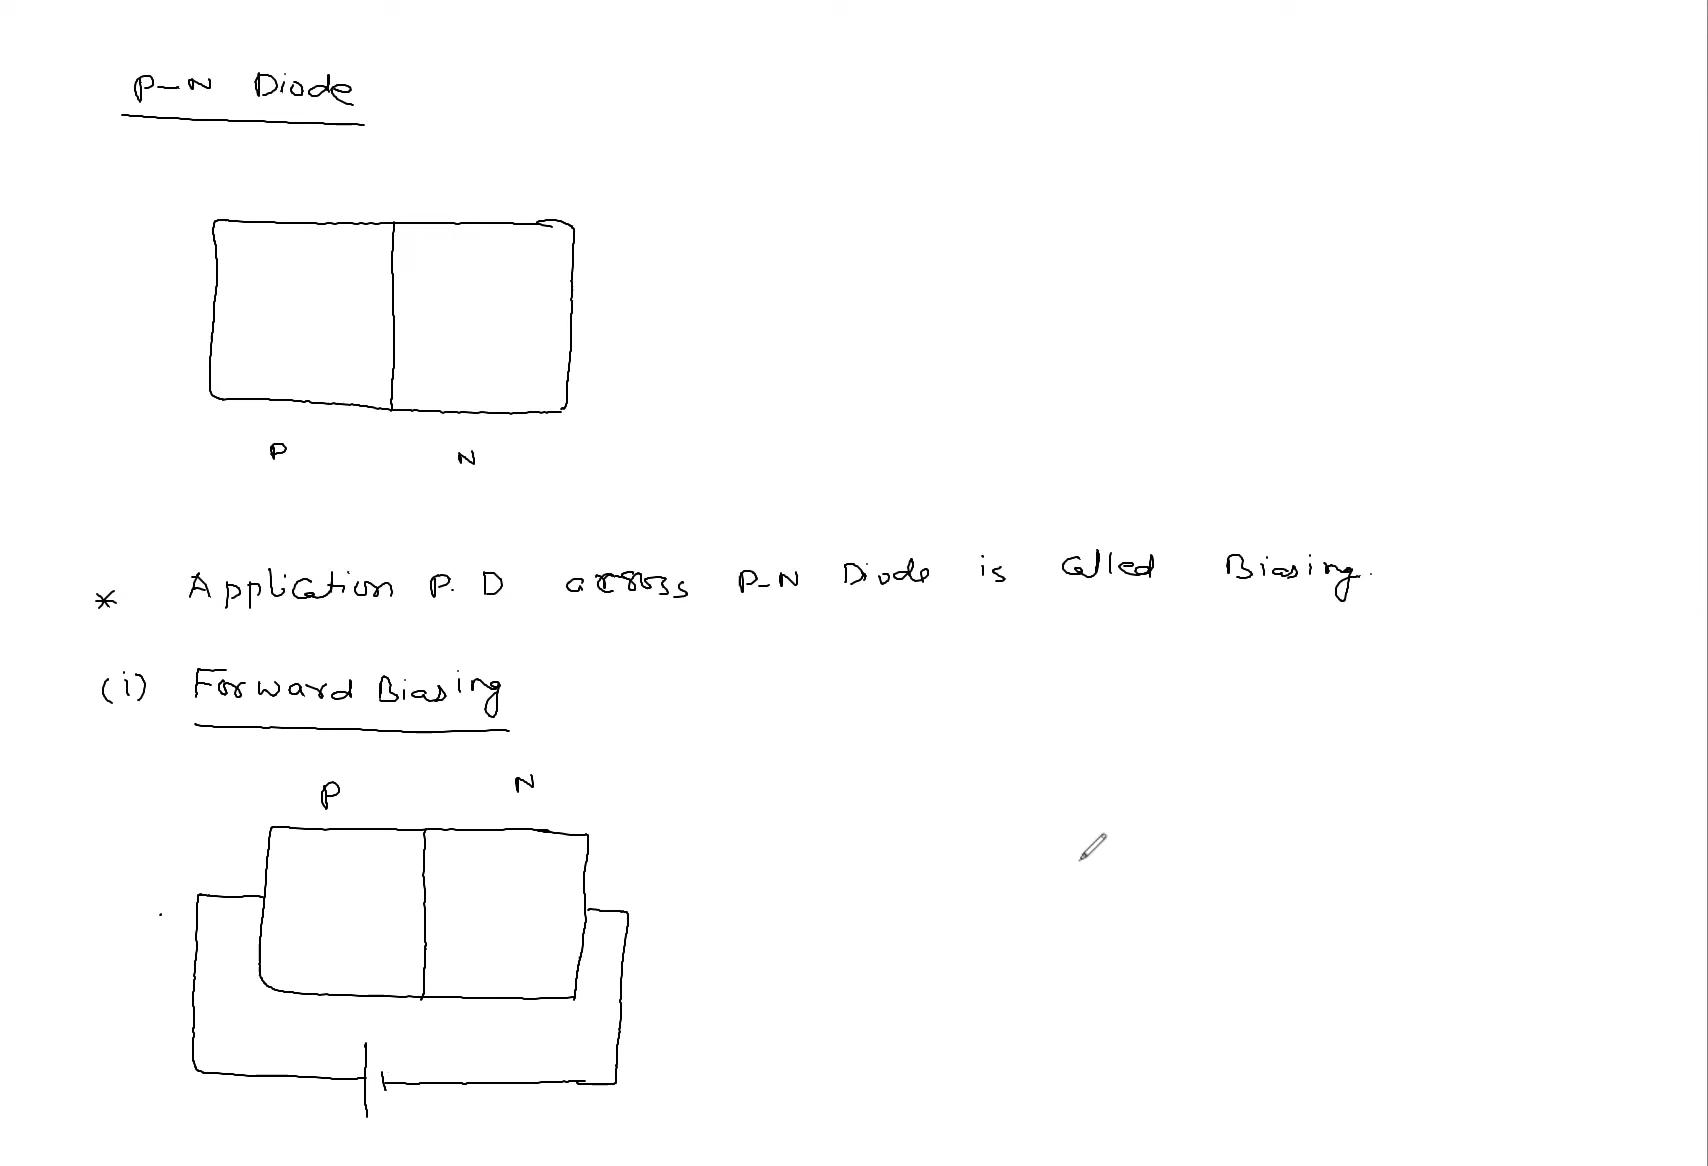 P-N Diode
P N
* Application P.D across P-N Diode is called Biasing.
(i) Forward Biasing
P N